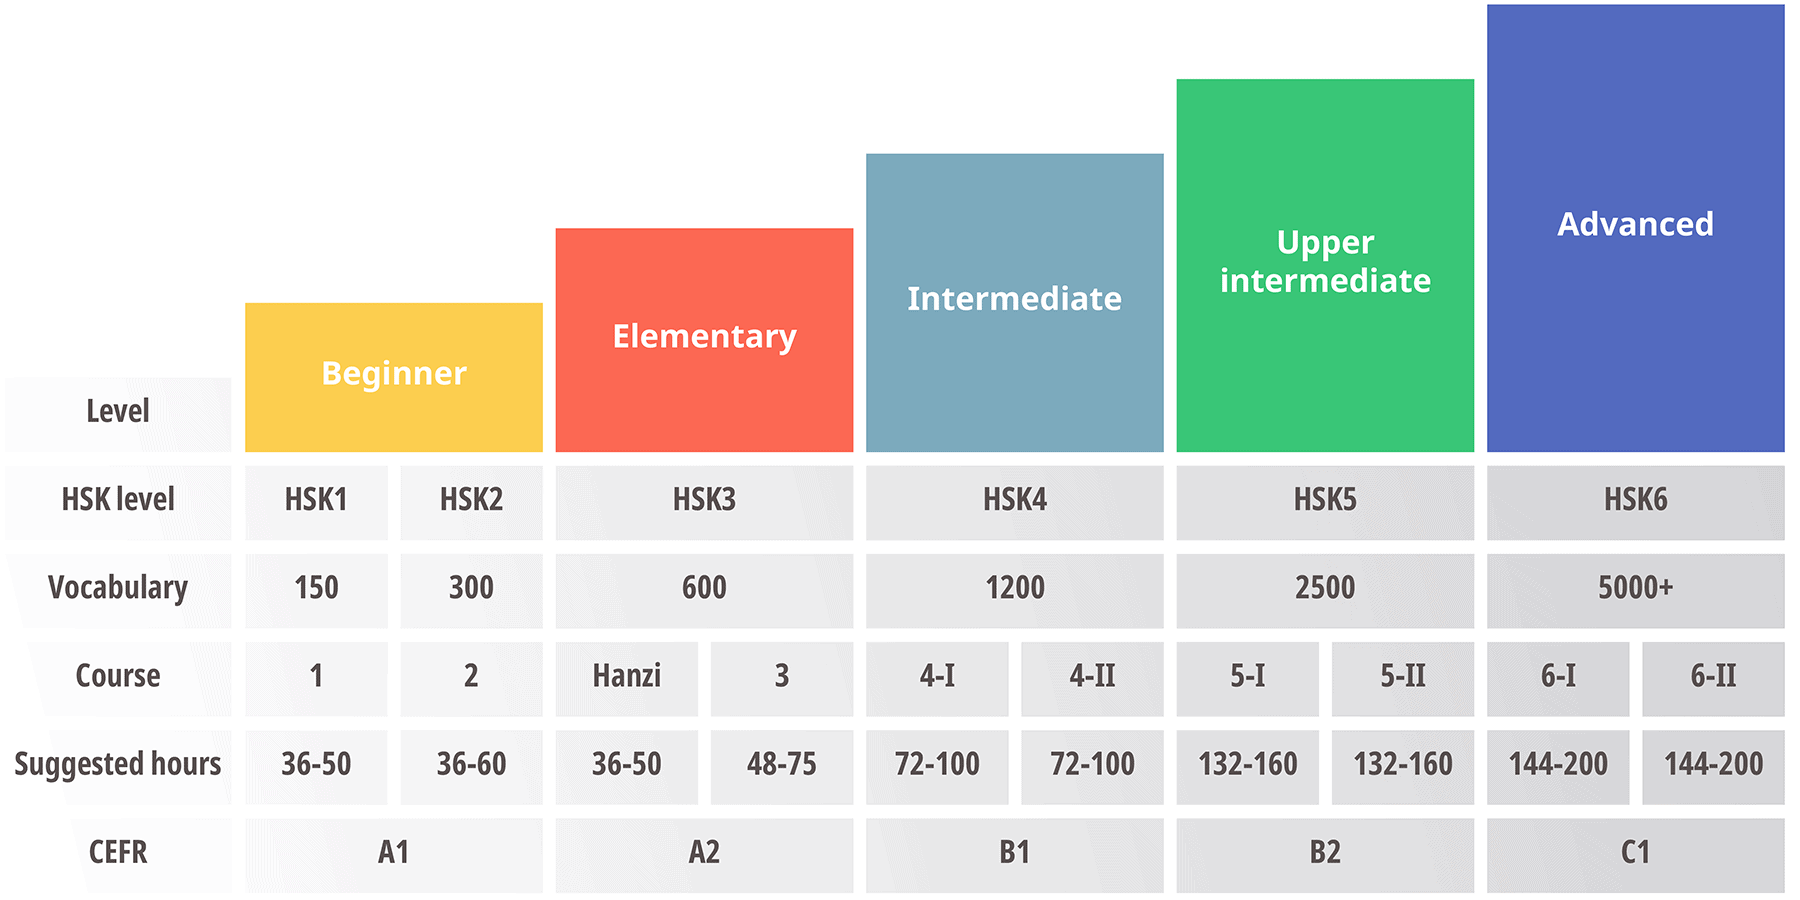 Advanced
Upper
intermediate
Intermediate
Elementary
Beginner
Level
HSK level HSK1 HSK2 HSK3 HSK4 HSK5 HSK6
Vocabulary 150 300 600 1200 2500 5000+
Course 1 2 Hanzi 3 4-I 4-II 5-I 5-II 6-I 6-II
Suggested hours 36-50 36-60 36-50 48-75 72-100 72-100 132-160 132-160 144-200 144-200
CEFR A1 A2 B1 B2 C1